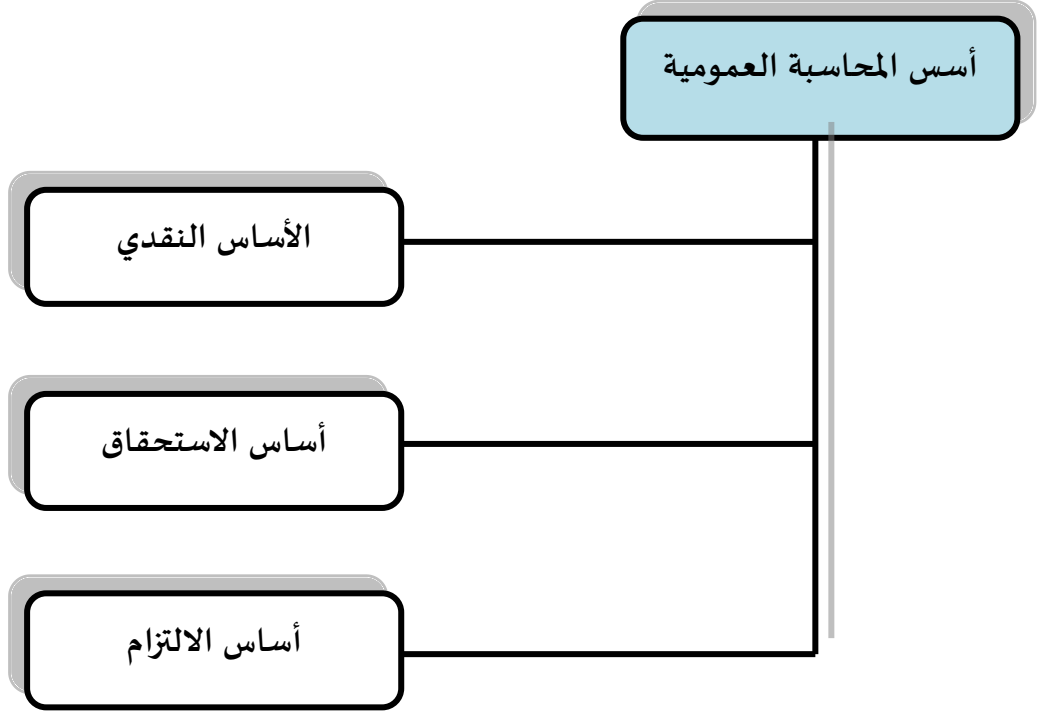 أسس المحاسبة العمومية
الأساس النقدي
أساس الاستحقاق
أساس الالتزام